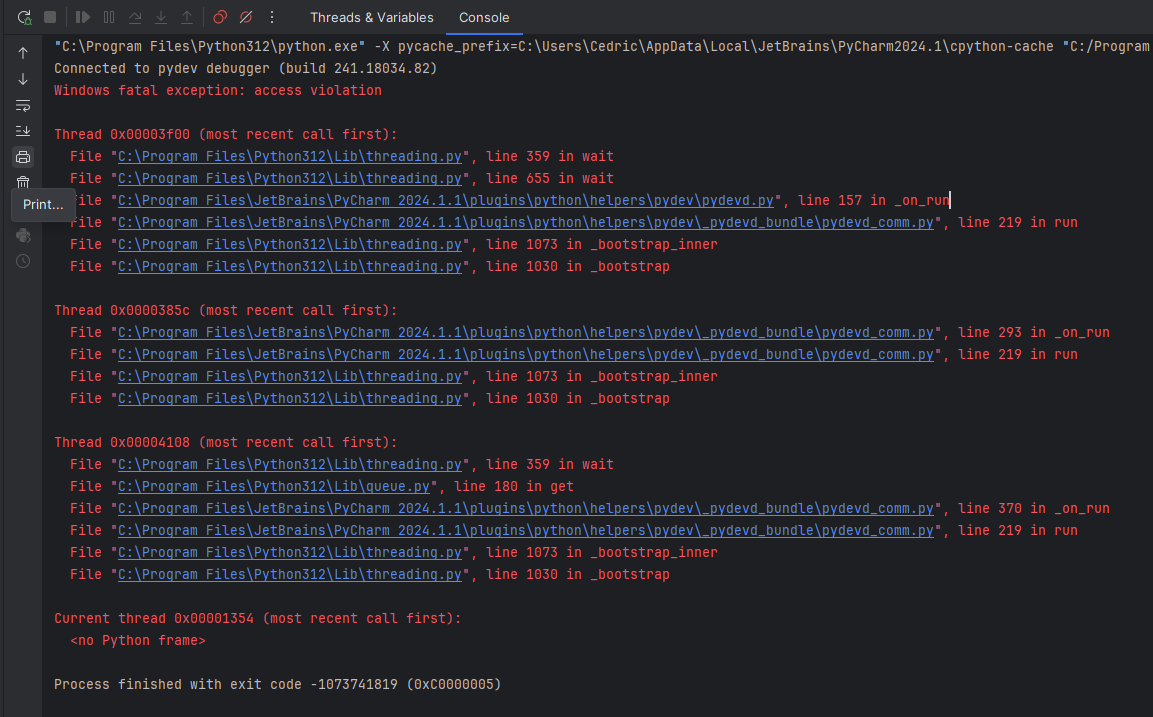 Threads & Variables Console
"C:\Program Files\Python312\python.exe" -X pycache_prefix=C:\Users\Cedric\AppData\Local\JetBrains\PyCharm2024.1\cpython-cache "C:/Program
Connected to pydev debugger (build 241.18034.82)
Windows fatal exception: access violation
Thread 0x00003f00 (most recent call first):
File "C:\Program Files\Python312\Lib\threading.py", line 359 in wait
File "C:\Program Files\Python312\Lib\threading.py", line 655 in wait
Print...
File "C:\Program Files\JetBrains\PyCharm 2024.1.1\plugins\python\helpers\pydev\pydevd.py", line 157 in _on_run
File "C:\Program Files\JetBrains\PyCharm 2024.1.1\plugins\python\helpers\pydev\_pydevd_bundle\pydevd_comm.py", line 219 in run
File "C:\Program Files\Python312\Lib\threading.py", line 1073 in _bootstrap_inner
File "C:\Program Files\Python312\Lib\threading.py", line 1030 in _bootstrap
Thread 0x0000385c (most recent call first):
File "C:\Program Files\JetBrains\PyCharm 2024.1.1\plugins\python\helpers\pydev\_pydevd_bundle\pydevd_comm.py", line 293 in _on_run
File "C:\Program Files\JetBrains\PyCharm 2024.1.1\plugins\python\helpers\pydev\_pydevd_bundle\pydevd_comm.py", line 219 in run
File "C:\Program Files\Python312\Lib\threading.py", line 1073 in _bootstrap_inner
File "C:\Program Files\Python312\Lib\threading.py", line 1030 in _bootstrap
Thread 0x00004108 (most recent call first):
File "C:\Program Files\Python312\Lib\threading.py", line 359 in wait
File "C:\Program Files\Python312\Lib\queue.py", line 180 in get
File "C:\Program Files\JetBrains\PyCharm 2024.1.1\plugins\python\helpers\pydev\_pydevd_bundle\pydevd_comm.py", line 370 in _on_run
File "C:\Program Files\JetBrains\PyCharm 2024.1.1\plugins\python\helpers\pydev\_pydevd_bundle\pydevd_comm.py", line 219 in run
File "C:\Program Files\Python312\Lib\threading.py", line 1073 in _bootstrap_inner
File "C:\Program Files\Python312\Lib\threading.py", line 1030 in _bootstrap
Current thread 0x00001354 (most recent call first):
<no Python frame>
Process finished with exit code -1073741819 (0xC0000005)